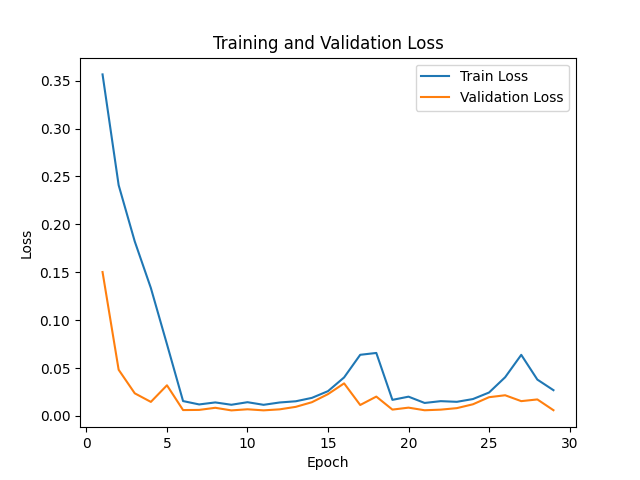 Training and Validation Loss
Train Loss
Validation Loss
0.35
0.30
0.25
0.20
0.15
0.10
0.05
0.00
Loss
0 5 10 15 20 25 30
Epoch